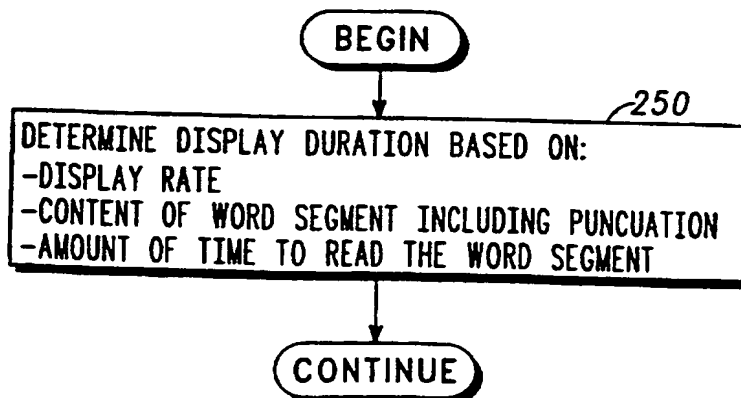 BEGIN
250
DETERMINE DISPLAY DURATION BASED ON:
-DISPLAY RATE
-CONTENT OF WORD SEGMENT INCLUDING PUNCUATION
-AMOUNT OF TIME TO READ THE WORD SEGMENT
CONTINUE